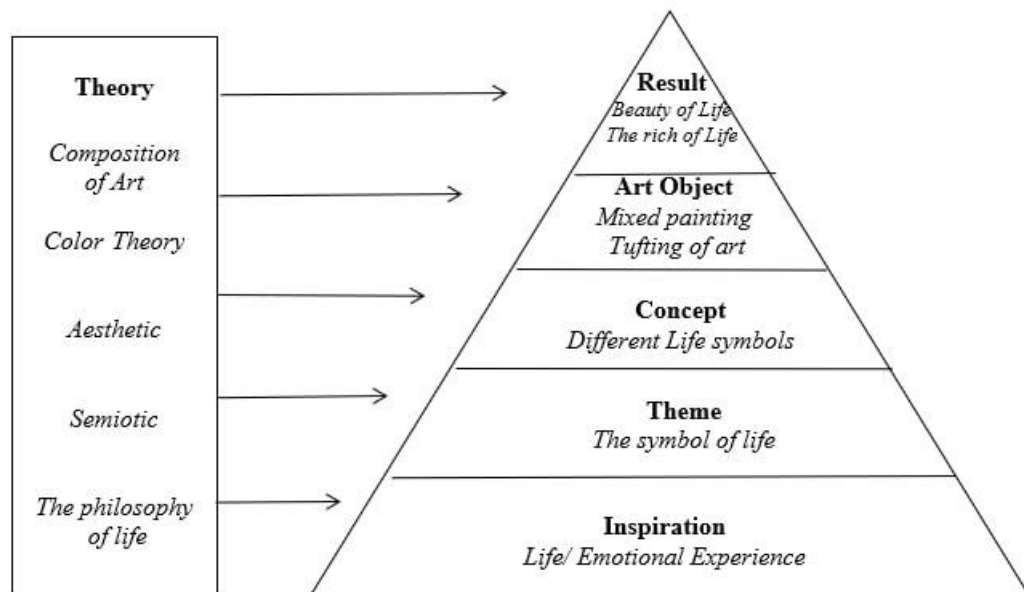 Theory
Composition
of Art
Color Theory
Aesthetic
Semiotic
The philosophy
of life
Result
Beauty of Life
The rich of Life
Art Object
Mixed painting
Tufting of art
Concept
Different Life symbols
Theme
The symbol of life
Inspiration
Life/ Emotional Experience